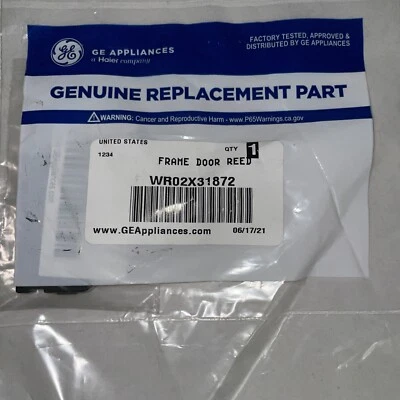 GE APPLIANCES
a Haier company
FACTORY TESTED, APPROVED &
DISTRIBUTED BY GE APPLIANCES
GENUINE REPLACEMENT PART
WARNING: Cancer and Reproductive Harm - www.P65Warnings.ca.gov
UNITED STATES
1234
QTY 1
FRAME DOOR REED
WR02X31872
www.GEAppliances.com 06/17/21